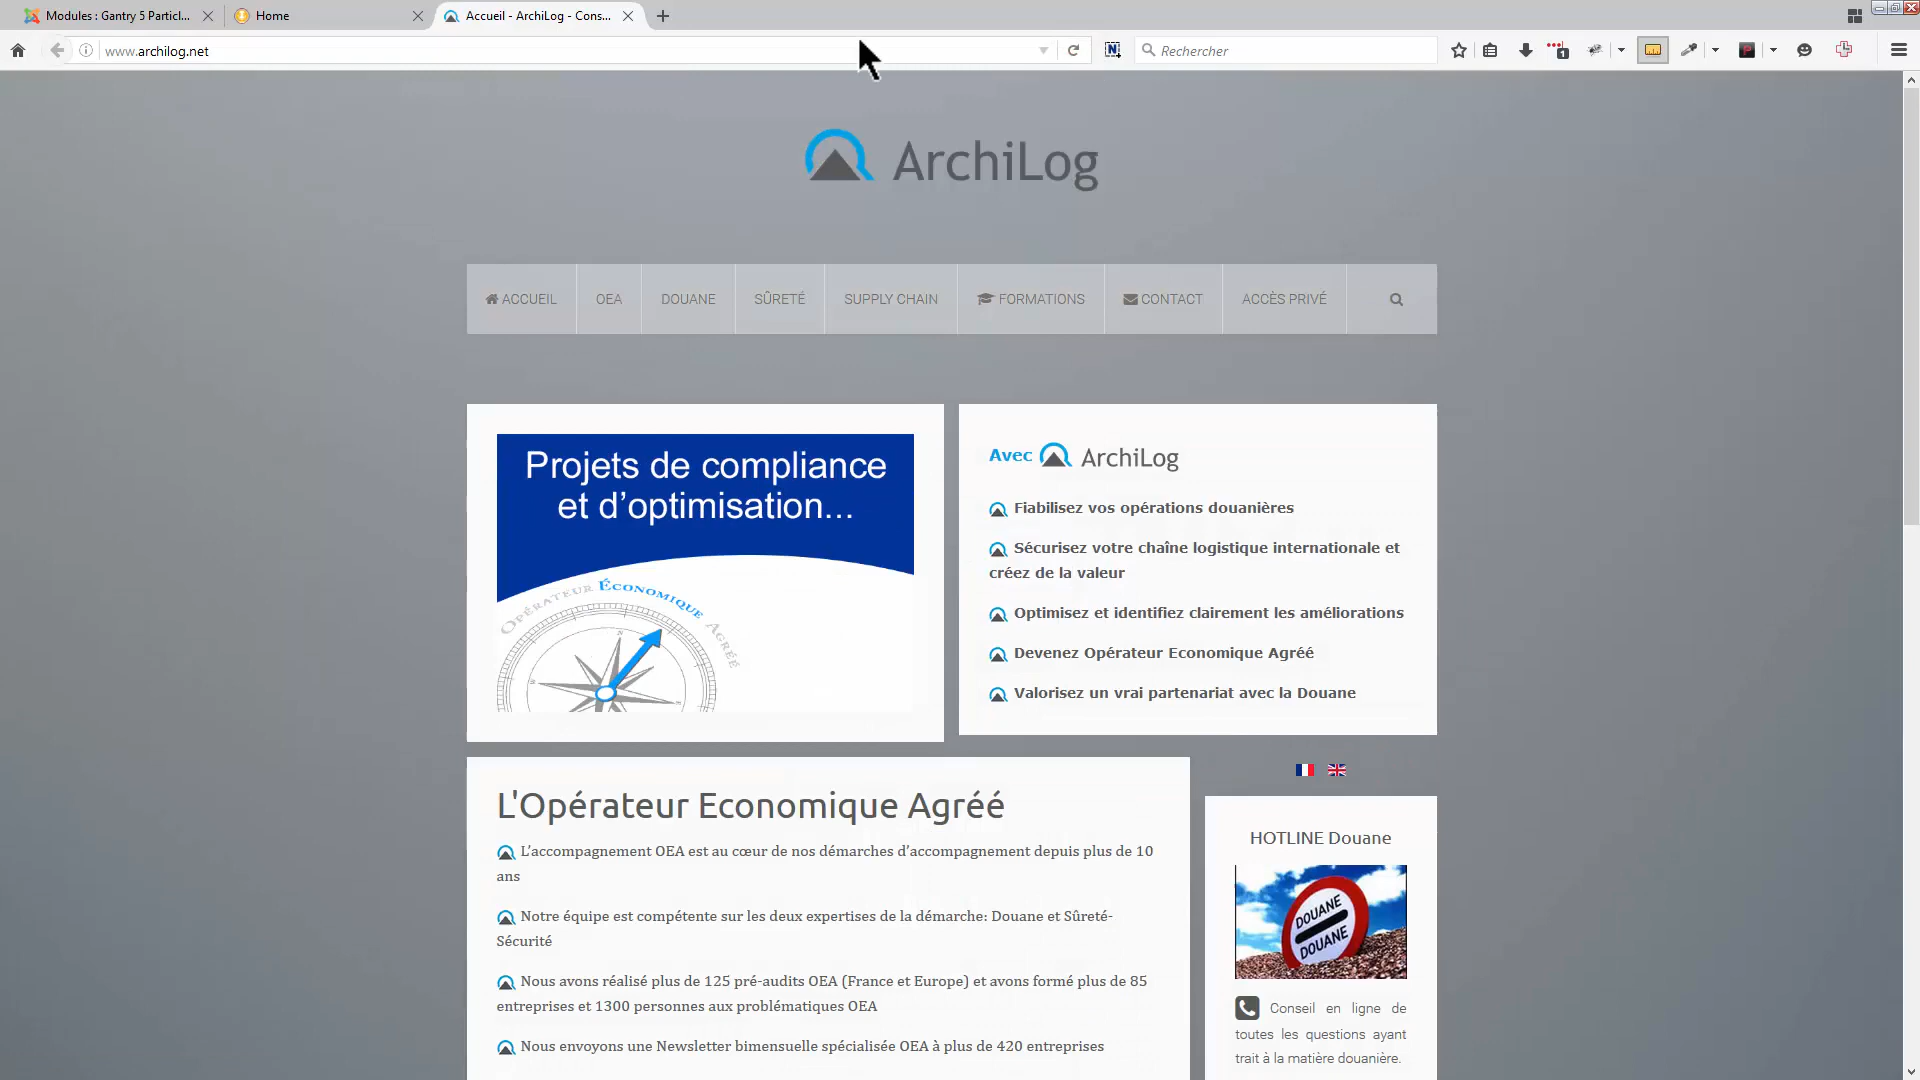 Modules : Gantry 5 Particl...
Home
Accueil - ArchiLog - Cons...
www.archilog.net
Rechercher
ArchiLog
ACCUEIL
OEA
DOUANE
SÛRETÉ
SUPPLY CHAIN
FORMATIONS
CONTACT
ACCÈS PRIVÉ
Projets de compliance
et d’optimisation...
OPÉRATEUR ÉCONOMIQUE AGRÉÉ
Avec ArchiLog
Fiabilisez vos opérations douanières
Sécurisez votre chaîne logistique internationale et
créez de la valeur
Optimisez et identifiez clairement les améliorations
Devenez Opérateur Economique Agréé
Valorisez un vrai partenariat avec la Douane
L'Opérateur Economique Agréé
L’accompagnement OEA est au cœur de nos démarches d’accompagnement depuis plus de 10
ans
Notre équipe est compétente sur les deux expertises de la démarche: Douane et Sûreté-
Sécurité
Nous avons réalisé plus de 125 pré-audits OEA (France et Europe) et avons formé plus de 85
entreprises et 1300 personnes aux problématiques OEA
Nous envoyons une Newsletter bimensuelle spécialisée OEA à plus de 420 entreprises
HOTLINE Douane
DOUANE
DOUANE
Conseil en ligne de
toutes les questions ayant
trait à la matière douanière.